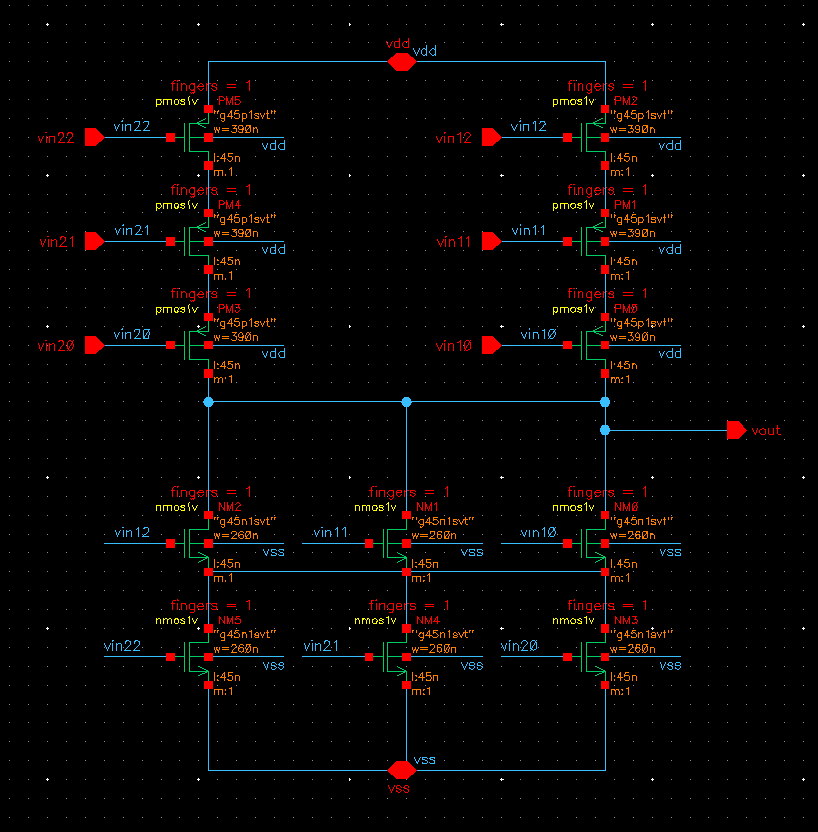 vdd
vdd
fingers = 1
fingers = 1
pmos1v PM5
pmos1v PM2
"g45p1svt"
"g45p1svt"
vin22 vin22 w=390n
vin12 vin12 w=390n
vdd
vdd
l:45n
l:45n
m:1
m:1
fingers = 1
fingers = 1
pmos1v PM4
pmos1v PM1
"g45p1svt"
"g45p1svt"
vin21 vin21 w=390n
vin11 vin11 w=390n
vdd
vdd
l:45n
l:45n
m:1
m:1
fingers = 1
fingers = 1
pmos1v PM3
pmos1v PM0
"g45p1svt"
"g45p1svt"
vin20 vin20 w=390n
vin10 vin10 w=390n
vdd
vdd
l:45n
l:45n
m:1
m:1
vout
fingers = 1
fingers = 1
fingers = 1
nmos1v NM2
nmos1v NM1
nmos1v NM0
"g45n1svt"
"g45n1svt"
"g45n1svt"
vin12 w=260n
vin11 w=260n
vin10 w=260n
vss
vss
vss
l:45n
l:45n
l:45n
m:1
m:1
m:1
fingers = 1
fingers = 1
fingers = 1
nmos1v NM5
nmos1v NM4
nmos1v NM3
"g45n1svt"
"g45n1svt"
"g45n1svt"
vin22 w=260n
vin21 w=260n
vin20 w=260n
vss
vss
vss
l:45n
l:45n
l:45n
m:1
m:1
m:1
vss
vss